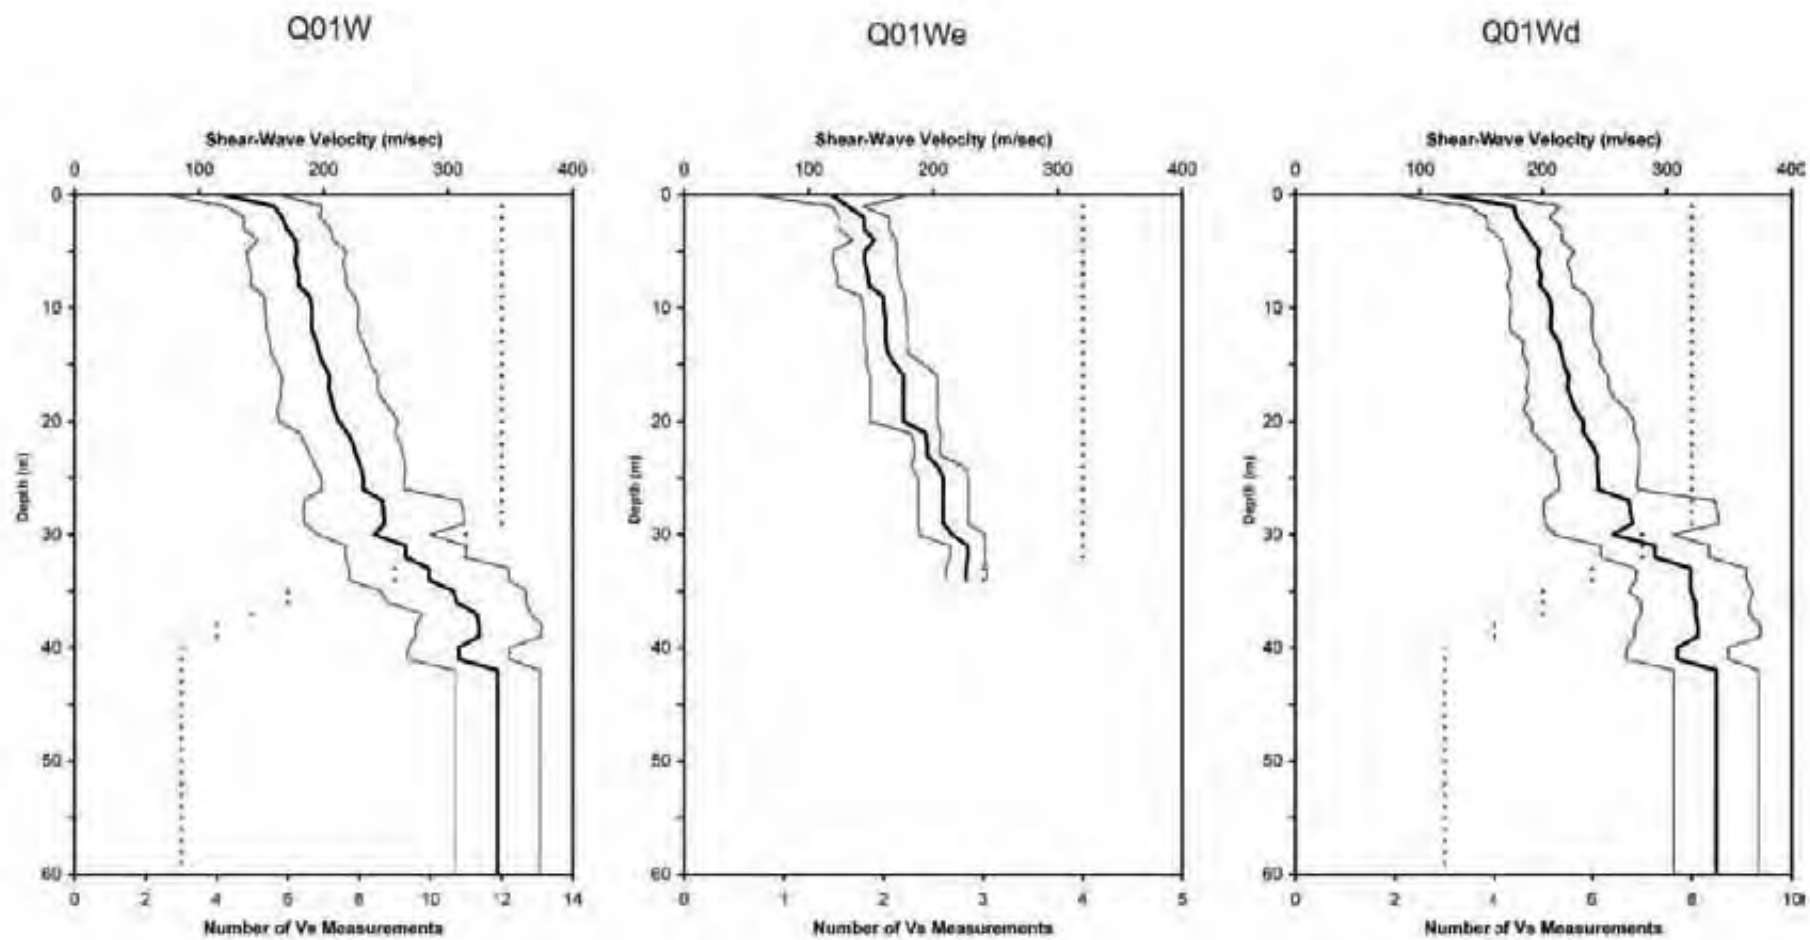 Q01W
Q01We
Q01Wd
Shear-Wave Velocity (m/sec)
Shear-Wave Velocity (m/sec)
Shear-Wave Velocity (m/sec)
0 100 200 300 400
0 100 200 300 400
0 100 200 300 400
0
10
20
30
40
50
60
Depth (m)
0
10
20
30
40
50
60
Depth (m)
0
10
20
30
40
50
60
Depth (m)
0 2 4 6 8 10 12 14
0 1 2 3 4 5
0 2 4 6 8 10
Number of Vs Measurements
Number of Vs Measurements
Number of Vs Measurements